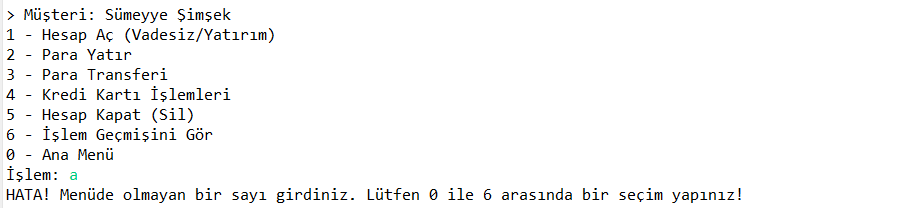 > Müşteri: Sümeyye Şimşek
1 - Hesap Aç (Vadesiz/Yatırım)
2 - Para Yatır
3 - Para Transferi
4 - Kredi Kartı İşlemleri
5 - Hesap Kapat (Sil)
6 - İşlem Geçmişini Gör
0 - Ana Menü
İşlem: a
HATA! Menüde olmayan bir sayı girdiniz. Lütfen 0 ile 6 arasında bir seçim yapınız!